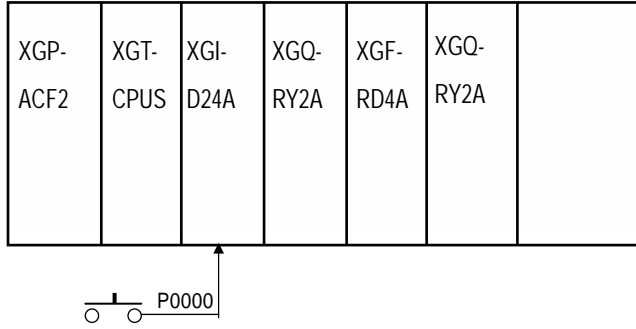 XGP-
ACF2
XGT-
CPUS
XGI-
D24A
XGQ-
RY2A
XGF-
RD4A
XGQ-
RY2A
P0000